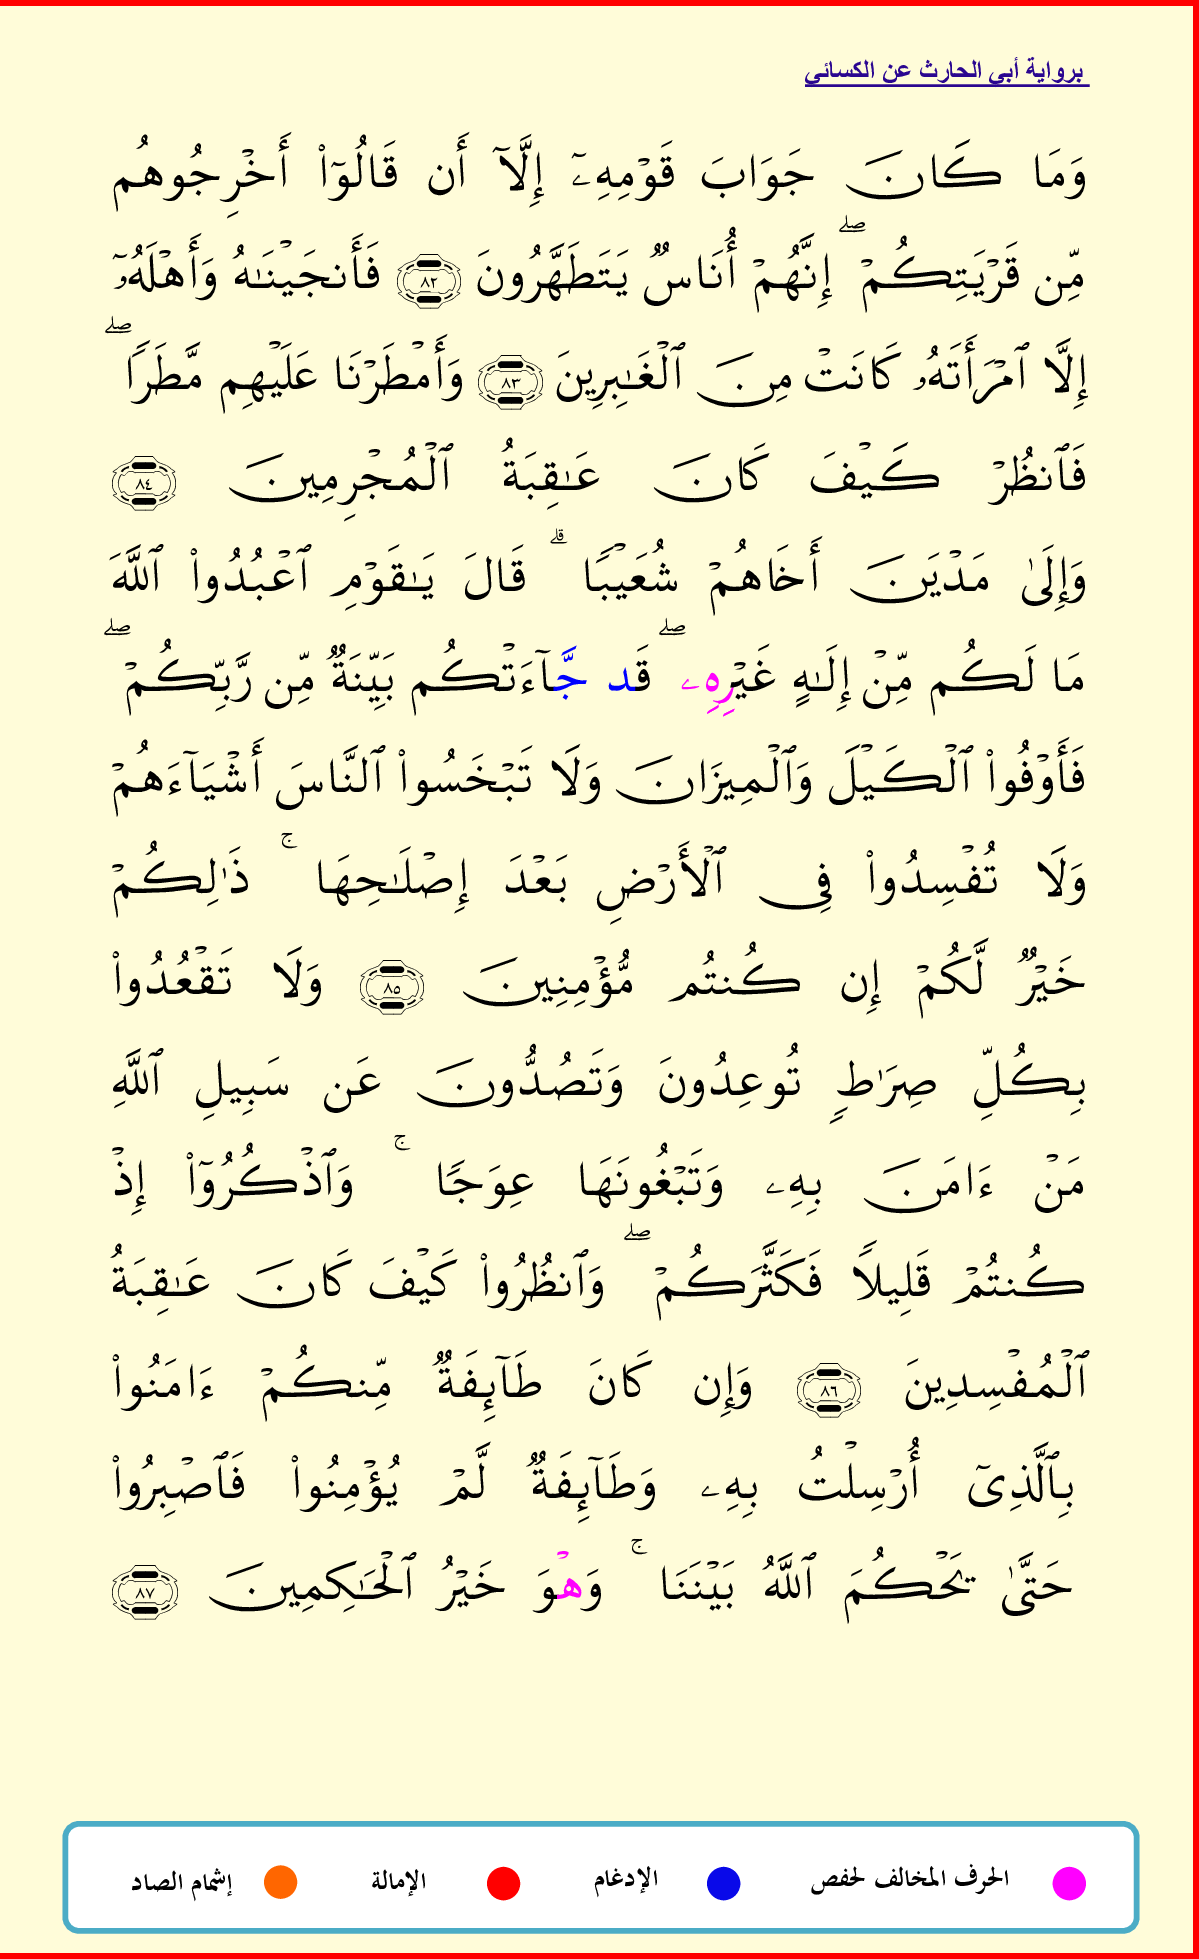 برواية أبي الحارث عن الكسائي
وَمَا كَانَ جَوَابَ قَوْمِهِۦٓ إِلَّآ أَن قَالُوٓا۟ أَخْرِجُوهُم
مِّن قَرْيَتِكُمْ ۖ إِنَّهُمْ أُنَاسٌ يَتَطَهَّرُونَ ٨٢ فَأَنجَيْنَـٰهُ وَأَهْلَهُۥٓ
إِلَّا ٱمْرَأَتَهُۥ كَانَتْ مِنَ ٱلْغَـٰبِرِينَ ٨٣ وَأَمْطَرْنَا عَلَيْهِم مَّطَرًا ۖ
فَٱنظُرْ كَيْفَ كَانَ عَـٰقِبَةُ ٱلْمُجْرِمِينَ ٨٤
وَإِلَىٰ مَدْيَنَ أَخَاهُمْ شُعَيْبًا ۗ قَالَ يَـٰقَوْمِ ٱعْبُدُوا۟ ٱللَّهَ
مَا لَكُم مِّنْ إِلَـٰهٍ غَيْرِهِۦ ۖ قَد جَّآءَتْكُم بَيِّنَةٌ مِّن رَّبِّكُمْ ۖ
فَأَوْفُوا۟ ٱلْكَيْلَ وَٱلْمِيزَانَ وَلَا تَبْخَسُوا۟ ٱلنَّاسَ أَشْيَآءَهُمْ
وَلَا تُفْسِدُوا۟ فِى ٱلْأَرْضِ بَعْدَ إِصْلَـٰحِهَا ۚ ذَٰلِكُمْ
خَيْرٌ لَّكُمْ إِن كُنتُم مُّؤْمِنِينَ ٨٥ وَلَا تَقْعُدُوا۟
بِكُلِّ صِرَٰطٍ تُوعِدُونَ وَتَصُدُّونَ عَن سَبِيلِ ٱللَّهِ
مَنْ ءَامَنَ بِهِۦ وَتَبْغُونَهَا عِوَجًا ۚ وَٱذْكُرُوٓا۟ إِذْ
كُنتُمْ قَلِيلًا فَكَثَّرَكُمْ ۖ وَٱنظُرُوا۟ كَيْفَ كَانَ عَـٰقِبَةُ
ٱلْمُفْسِدِينَ ٨٦ وَإِن كَانَ طَآئِفَةٌ مِّنكُمْ ءَامَنُوا۟
بِٱلَّذِىٓ أُرْسِلْتُ بِهِۦ وَطَآئِفَةٌ لَّمْ يُؤْمِنُوا۟ فَٱصْبِرُوا۟
حَتَّىٰ يَحْكُمَ ٱللَّهُ بَيْنَنَا ۚ وَهْوَ خَيْرُ ٱلْحَـٰكِمِينَ ٨٧
الحرف المخالف لحفص الإدغام الإمالة إشمام الصاد